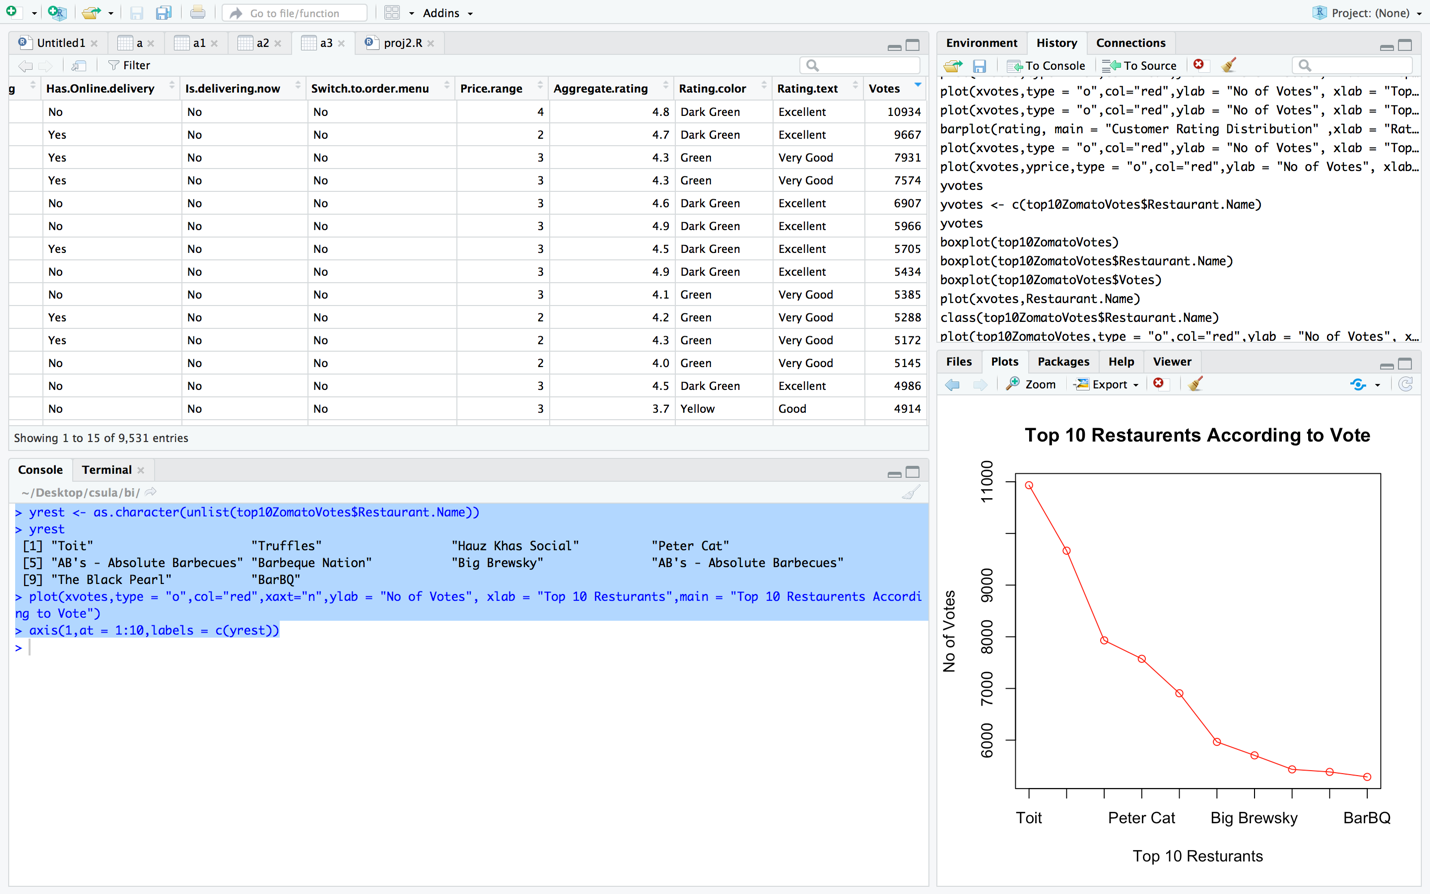 Go to file/function
Addins
Project: (None)
Untitled1
a
a1
a2
a3
proj2.R
Filter
g Has.Online.delivery Is.delivering.now Switch.to.order.menu Price.range Aggregate.rating Rating.color Rating.text Votes
No No No 4 4.8 Dark Green Excellent 10934
Yes No No 2 4.7 Dark Green Excellent 9667
Yes No No 3 4.3 Green Very Good 7931
Yes No No 3 4.3 Green Very Good 7574
No No No 3 4.6 Dark Green Excellent 6907
No No No 3 4.9 Dark Green Excellent 5966
Yes No No 3 4.5 Dark Green Excellent 5705
No No No 3 4.9 Dark Green Excellent 5434
No No No 3 4.1 Green Very Good 5385
Yes No No 2 4.2 Green Very Good 5288
Yes No No 2 4.3 Green Very Good 5172
No No No 2 4.0 Green Very Good 5145
No No No 3 4.5 Dark Green Excellent 4986
No No No 3 3.7 Yellow Good 4914
Showing 1 to 15 of 9,531 entries
Console Terminal
~/Desktop/csula/bi/
> yrest <- as.character(unlist(top10ZomatoVotes$Restaurant.Name))
> yrest
[1] "Toit" "Truffles" "Hauz Khas Social" "Peter Cat"
[5] "AB's - Absolute Barbecues" "Barbeque Nation" "Big Brewsky" "AB's - Absolute Barbecues"
[9] "The Black Pearl" "BarBQ"
> plot(xvotes,type = "o",col="red",xaxt="n",ylab = "No of Votes", xlab = "Top 10 Resturants",main = "Top 10 Restaurents Accordi
ng to Vote")
> axis(1,at = 1:10,labels = c(yrest))
>
Environment History Connections
To Console To Source
plot(xvotes,type = "o",col="red",ylab = "No of Votes", xlab = "Top…
plot(xvotes,type = "o",col="red",ylab = "No of Votes", xlab = "Top…
barplot(rating, main = "Customer Rating Distribution" ,xlab = "Rat…
plot(xvotes,type = "o",col="red",ylab = "No of Votes", xlab = "Top…
plot(xvotes,yprice,type = "o",col="red",ylab = "No of Votes", xlab…
yvotes
yvotes <- c(top10ZomatoVotes$Restaurant.Name)
yvotes
boxplot(top10ZomatoVotes)
boxplot(top10ZomatoVotes$Restaurant.Name)
boxplot(top10ZomatoVotes$Votes)
plot(xvotes,Restaurant.Name)
class(top10ZomatoVotes$Restaurant.Name)
plot(top10ZomatoVotes,type = "o",col="red",ylab = "No of Votes", x…
Files Plots Packages Help Viewer
Zoom Export
Top 10 Restaurents According to Vote
11000
9000
8000
7000
6000
No of Votes
Toit Peter Cat Big Brewsky BarBQ
Top 10 Resturants